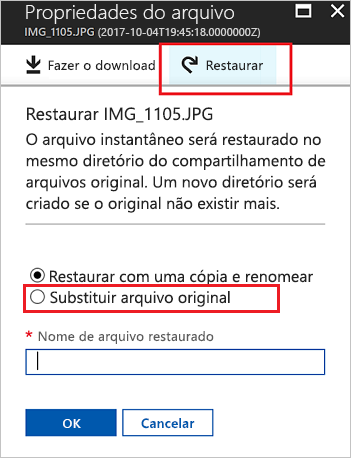 Propriedades do arquivo
IMG_1105.JPG (2017-10-04T19:45:18.0000000Z)
Fazer o download
Restaurar
Restaurar IMG_1105.JPG
O arquivo instantâneo será restaurado no
mesmo diretório do compartilhamento de
arquivos original. Um novo diretório será
criado se o original não existir mais.
Restaurar com uma cópia e renomear
Substituir arquivo original
* Nome de arquivo restaurado
OK
Cancelar